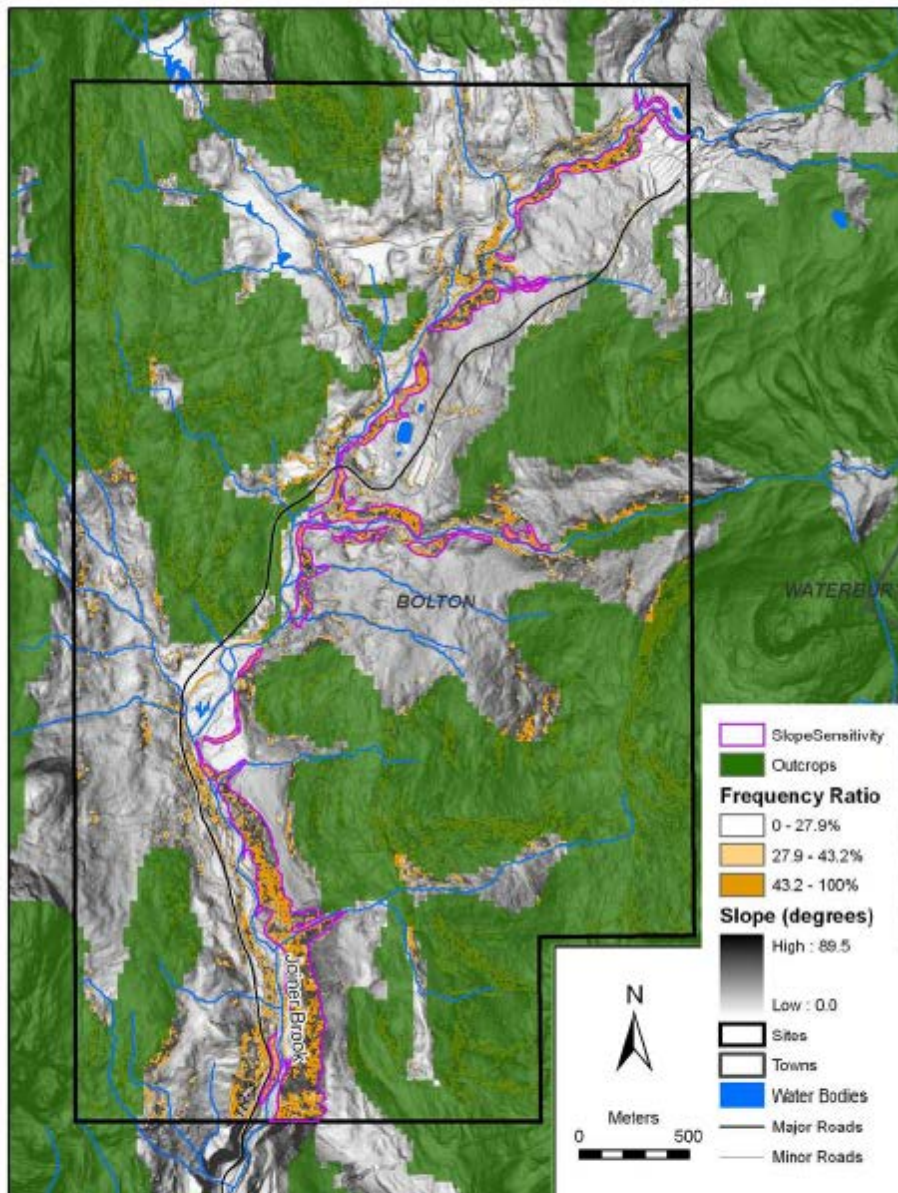 BOLTON
WATERBUR
Joiner Brook
SlopeSensitivity
Outcrops
Frequency Ratio
0 - 27.9%
27.9 - 43.2%
43.2 - 100%
Slope (degrees)
High : 89.5
Low : 0.0
Sites
Towns
Water Bodies
Major Roads
Minor Roads
N
Meters
0 500